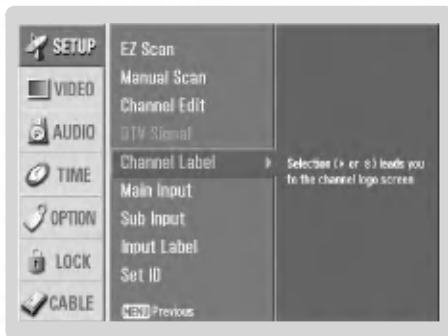 SETUP
VIDEO
AUDIO
TIME
OPTION
LOCK
CABLE
EZ Scan
Manual Scan
Channel Edit
DTV Signal
Channel Label
Main Input
Sub Input
Input Label
Set ID
MENU Previous
Selection (▶ or ⊙) leads you
to the channel logo screen